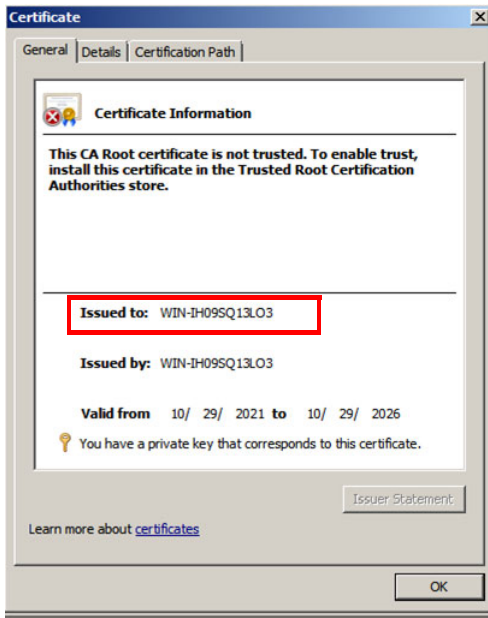 Certificate
General Details Certification Path
Certificate Information
This CA Root certificate is not trusted. To enable trust,
install this certificate in the Trusted Root Certification
Authorities store.
Issued to: WIN-IH09SQ13LO3
Issued by: WIN-IH09SQ13LO3
Valid from 10/ 29/ 2021 to 10/ 29/ 2026
You have a private key that corresponds to this certificate.
Issuer Statement
Learn more about certificates
OK